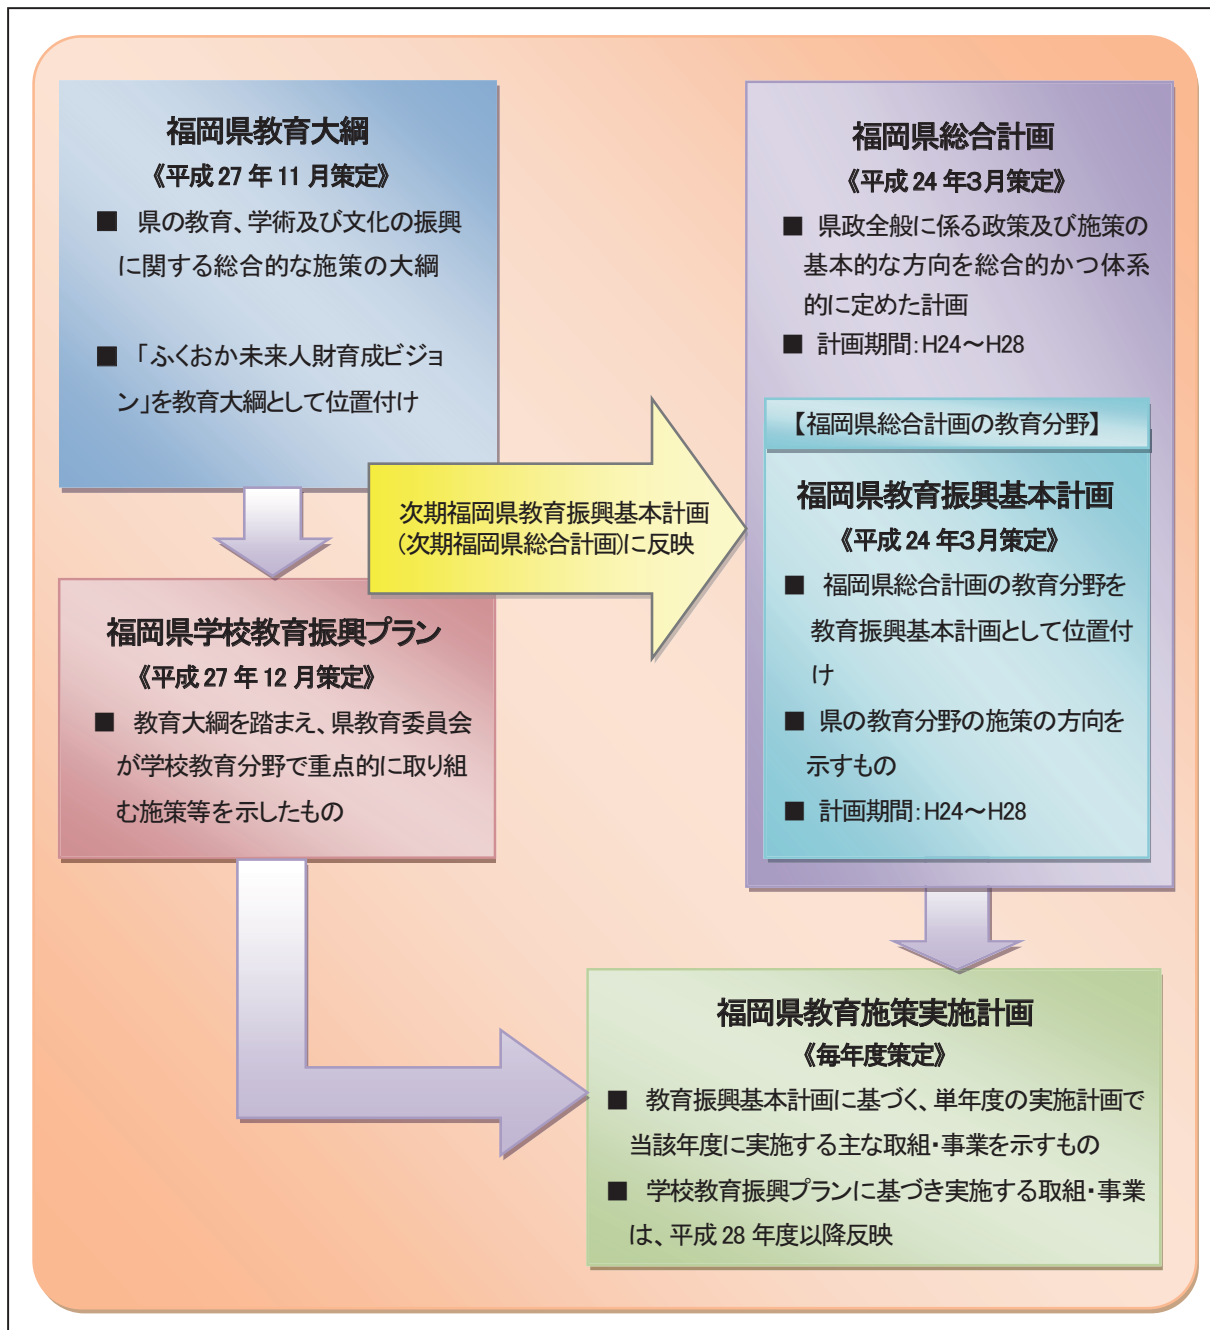 福岡県教育大綱
《平成 27 年 11 月策定》
■ 県の教育、学術及び文化の振興
に関する総合的な施策の大綱
■ 「ふくおか未来人財育成ビジョ
ン」を教育大綱として位置付け
福岡県総合計画
《平成 24 年3月策定》
■ 県政全般に係る政策及び施策の
基本的な方向を総合的かつ体系
的に定めた計画
■ 計画期間：H24～H28
【福岡県総合計画の教育分野】
福岡県教育振興基本計画
《平成 24 年3月策定》
■ 福岡県総合計画の教育分野を
教育振興基本計画として位置付
け
■ 県の教育分野の施策の方向を
示すもの
■ 計画期間：H24～H28
次期福岡県教育振興基本計画
（次期福岡県総合計画）に反映
福岡県学校教育振興プラン
《平成 27 年 12 月策定》
■ 教育大綱を踏まえ、県教育委員会
が学校教育分野で重点的に取り組
む施策等を示したもの
福岡県教育施策実施計画
《毎年度策定》
■ 教育振興基本計画に基づく、単年度の実施計画で
当該年度に実施する主な取組・事業を示すもの
■ 学校教育振興プランに基づき実施する取組・事業
は、平成 28 年度以降反映